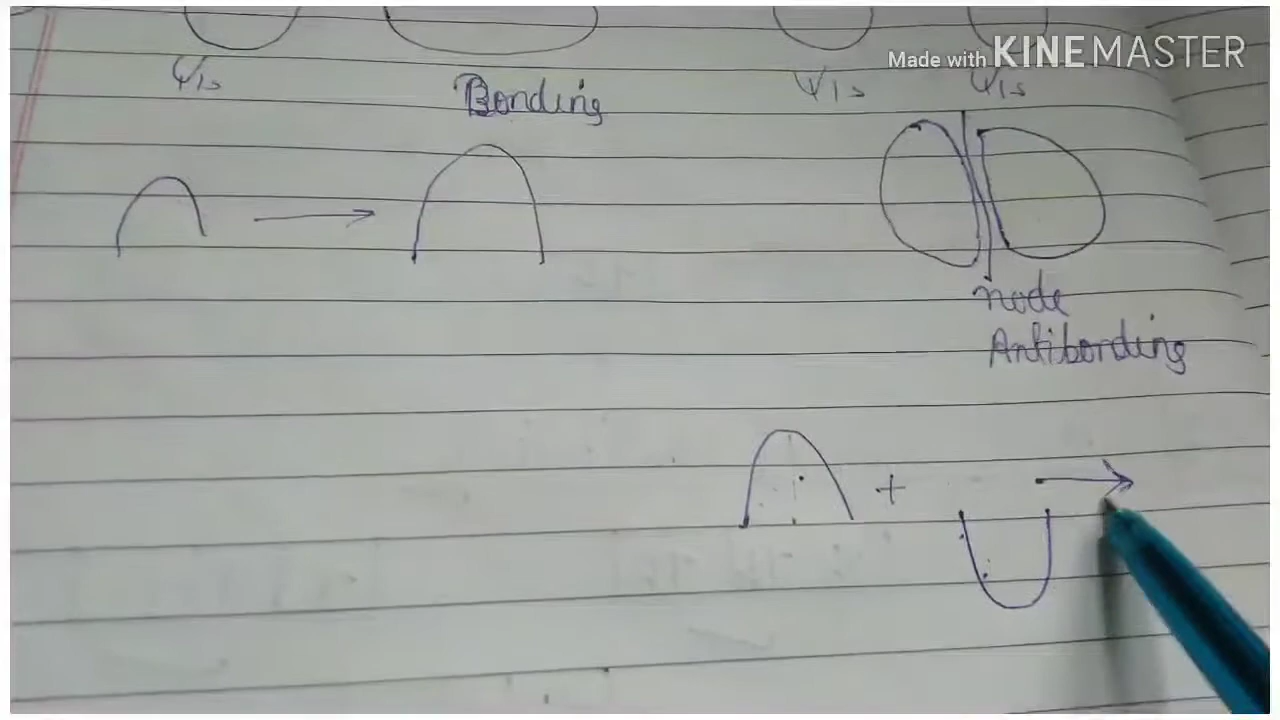 Made with KINEMASTER
Ψ1s
Bonding
Ψ1s
Ψ1s
node
Antibonding
+